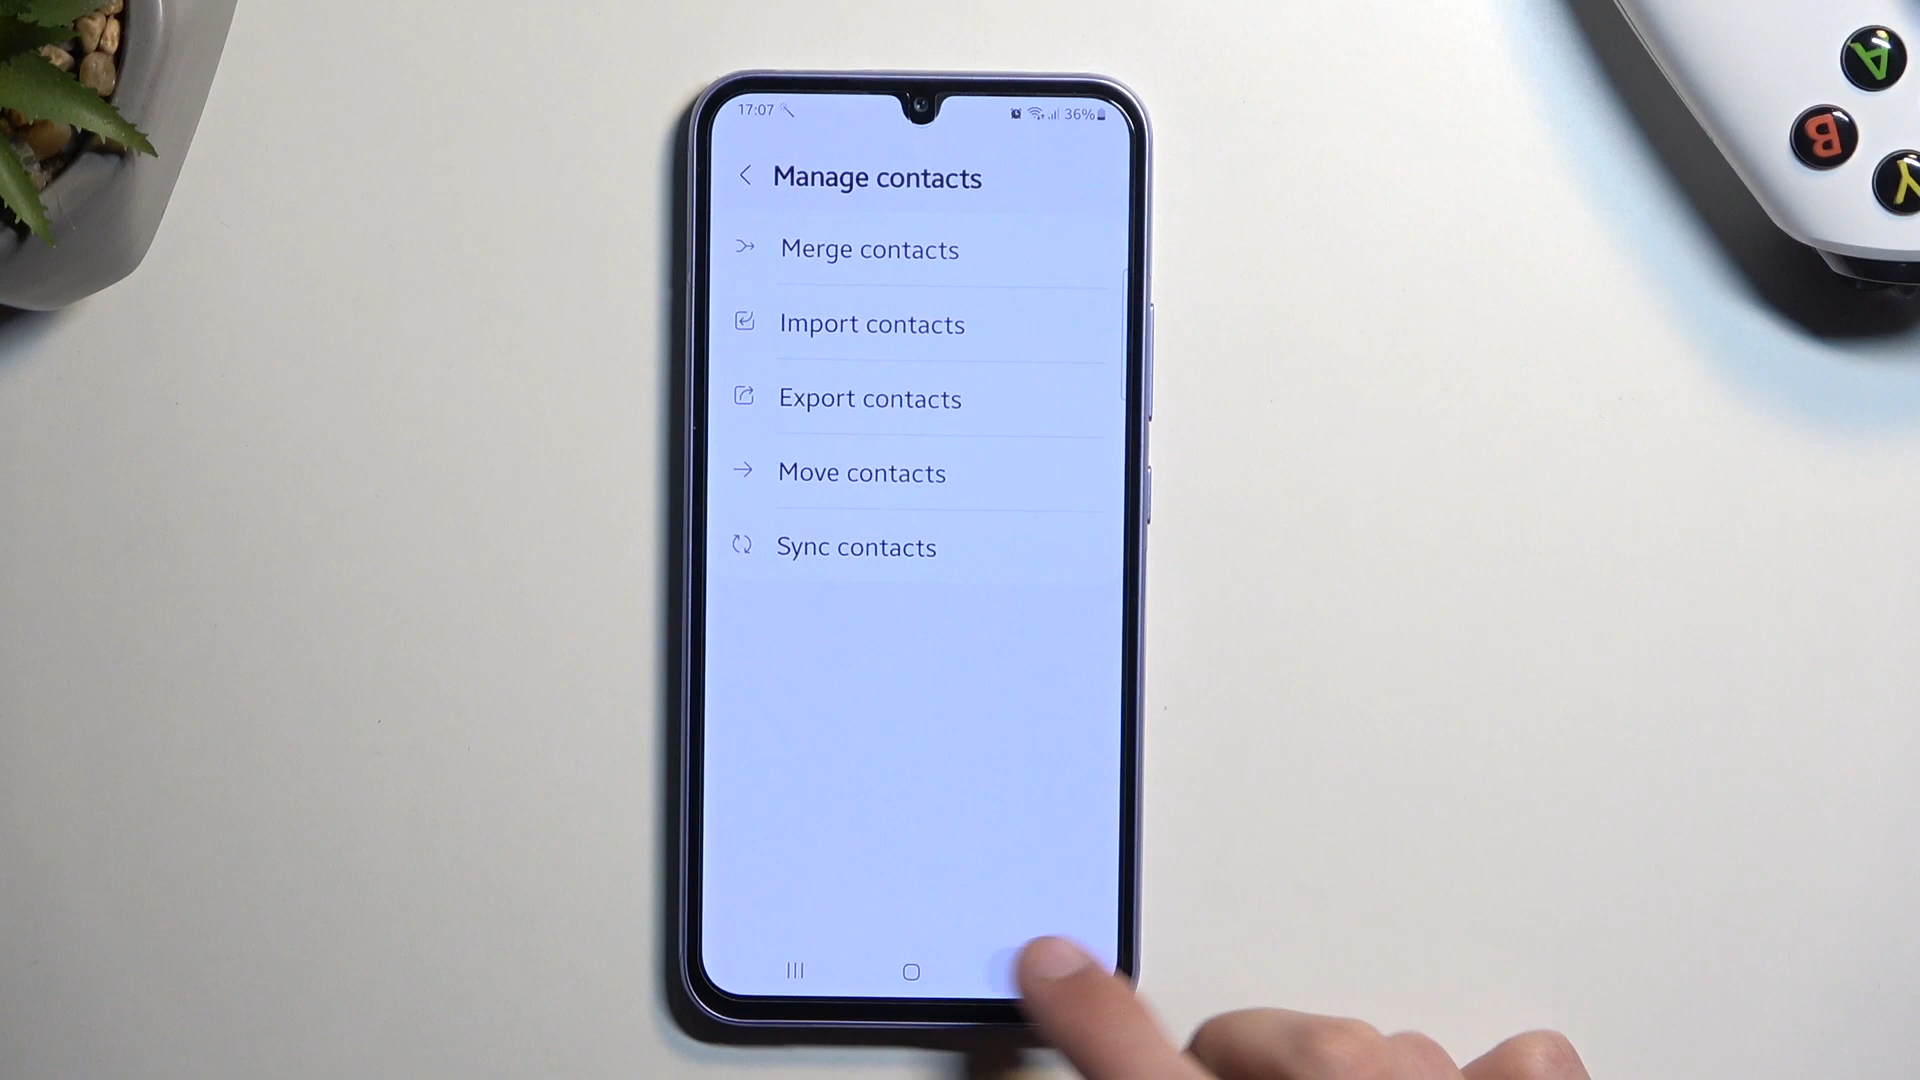 17:07
36%
Manage contacts
Merge contacts
Import contacts
Export contacts
Move contacts
Sync contacts
A
B
Y